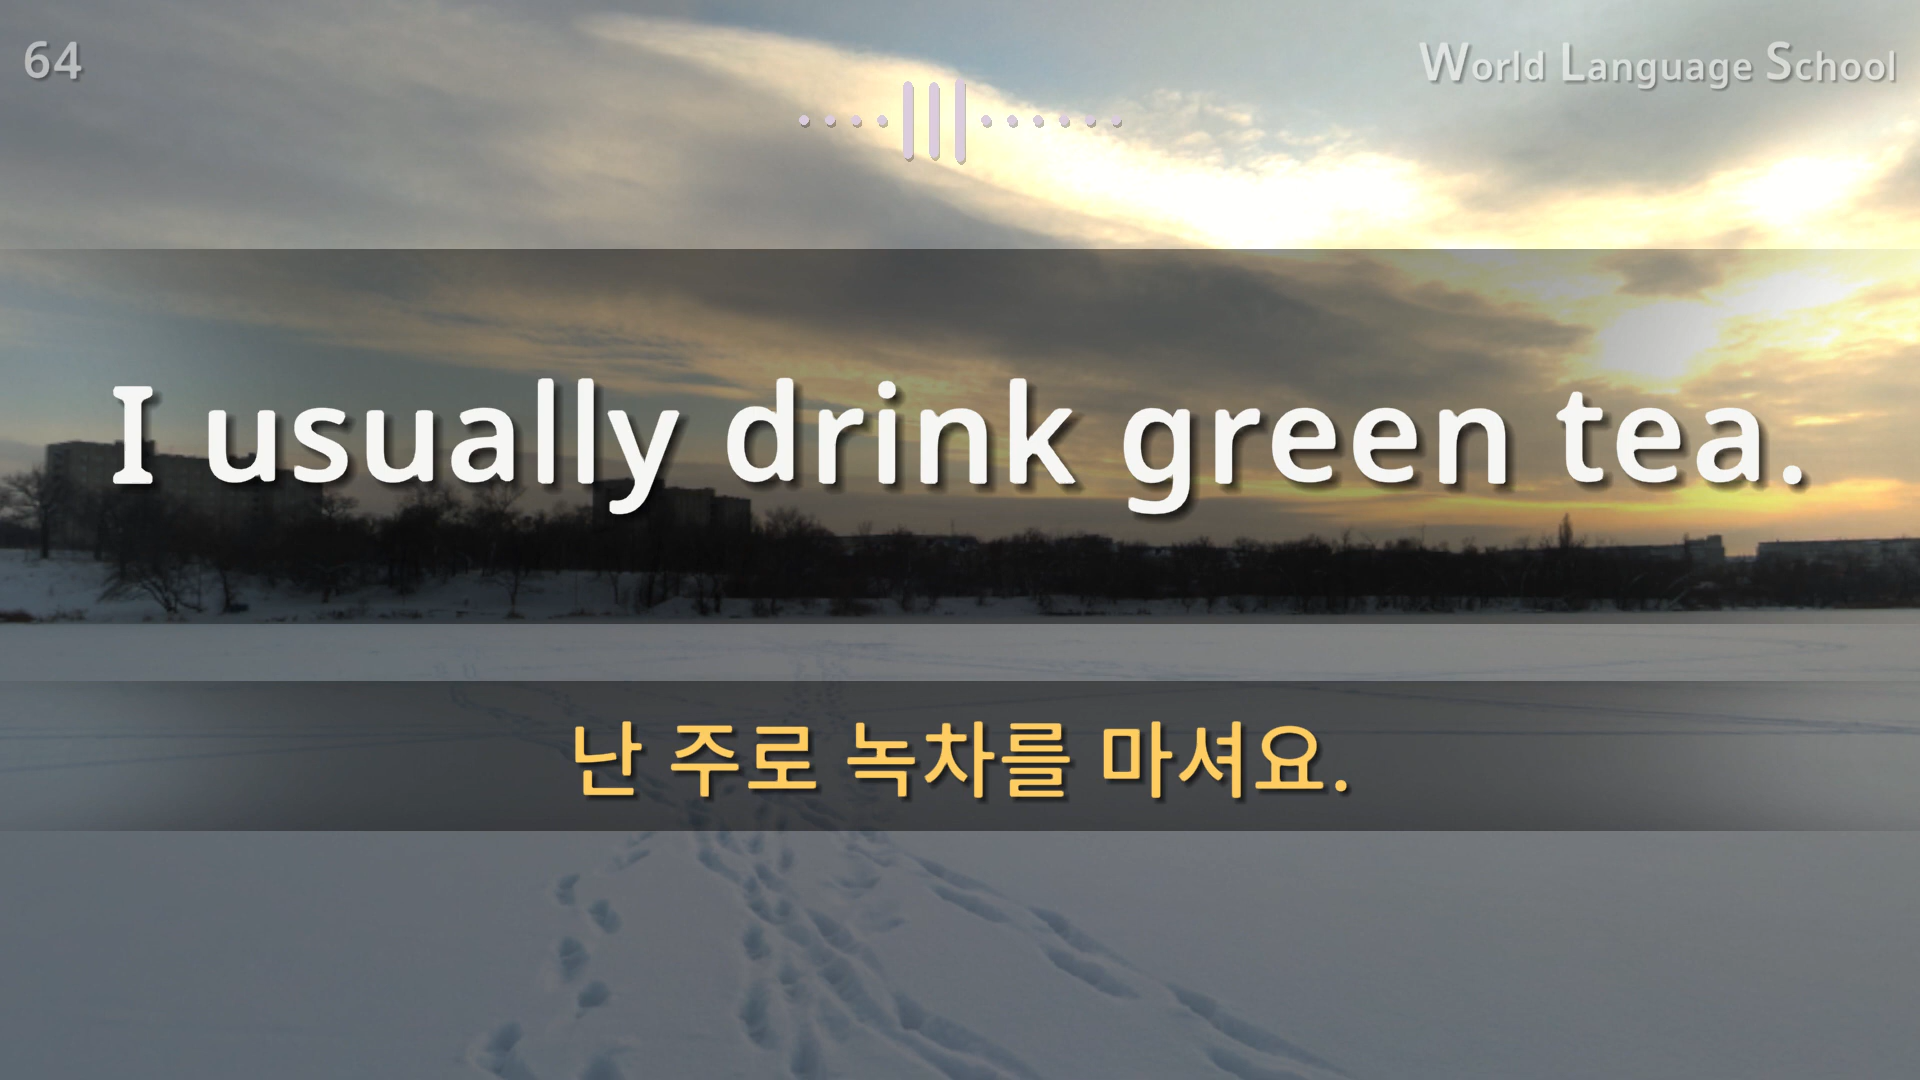 64
World Language School
I usually drink green tea.
난 주로 녹차를 마셔요.